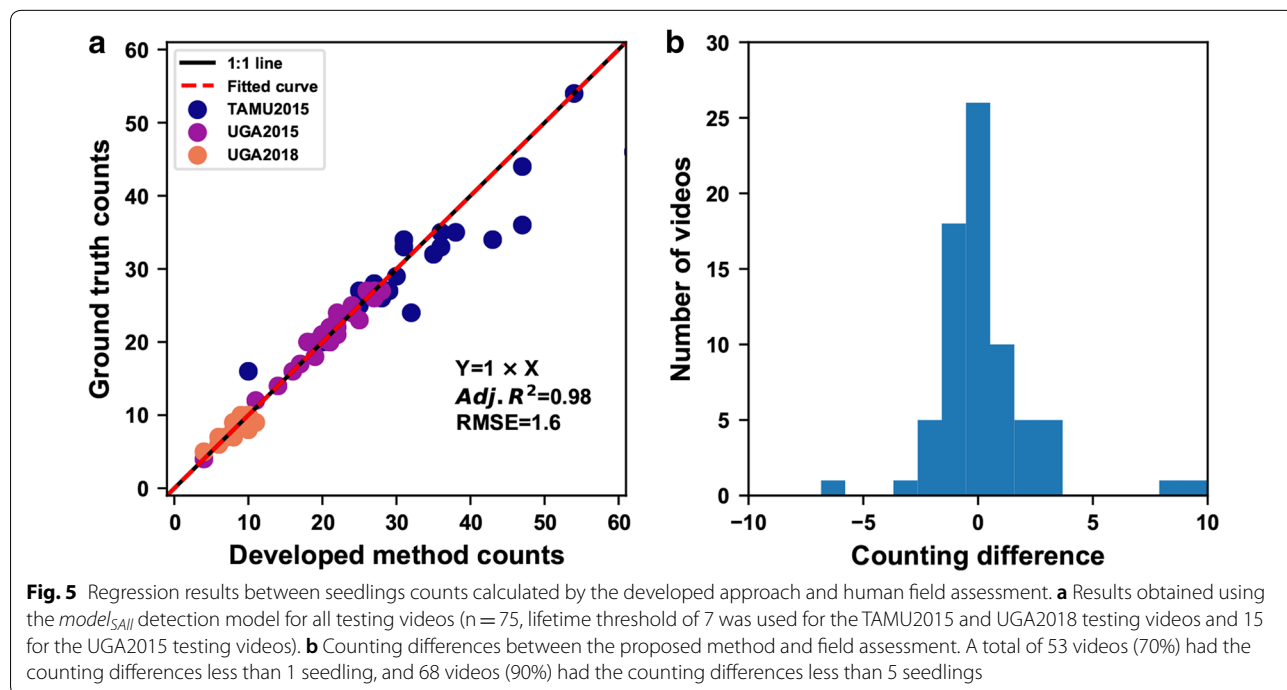 a
60
50
40
30
20
10
0
Ground truth counts
1:1 line
Fitted curve
TAMU2015
UGA2015
UGA2018
Y=1 × X
Adj. R²=0.98
RMSE=1.6
0 10 20 30 40 50 60
Developed method counts
b
30
25
20
15
10
5
0
Number of videos
−10 −5 0 5 10
Counting difference
Fig. 5 Regression results between seedlings counts calculated by the developed approach and human field assessment. a Results obtained using
the model_SAll detection model for all testing videos (n = 75, lifetime threshold of 7 was used for the TAMU2015 and UGA2018 testing videos and 15
for the UGA2015 testing videos). b Counting differences between the proposed method and field assessment. A total of 53 videos (70%) had the
counting differences less than 1 seedling, and 68 videos (90%) had the counting differences less than 5 seedlings